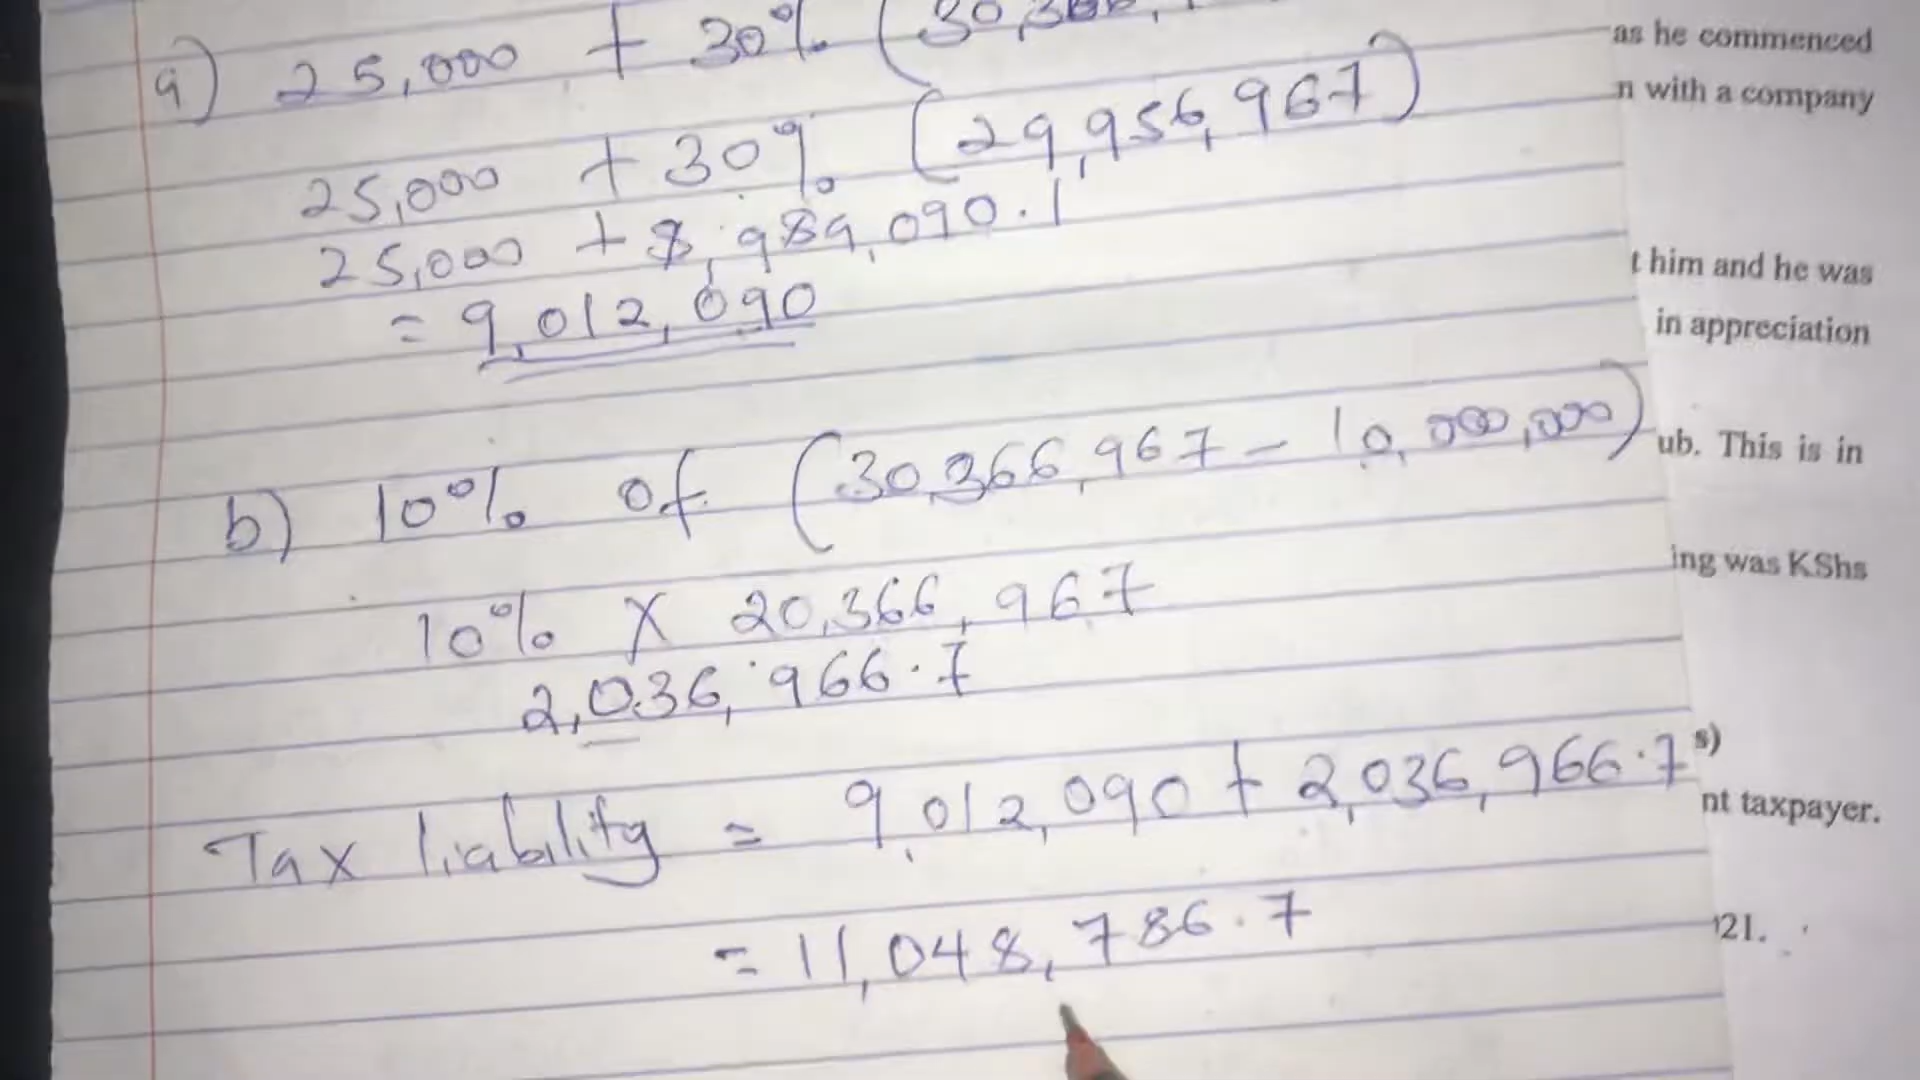 a) 25,000 + 30% (30,366,
25,000 + 30% (29,956,967)
25,000 + 8,989,090.1
= 9,012,090
b) 10% of (30,366,967 - 10,000,000)
10% X 20,366,967
2,036,966.7
Tax liability = 9,012,090 + 2,036,966.7
= 11,048,786.7
as he commenced
n with a company
t him and he was
in appreciation
ub. This is in
ing was KShs
s)
nt taxpayer.
021.